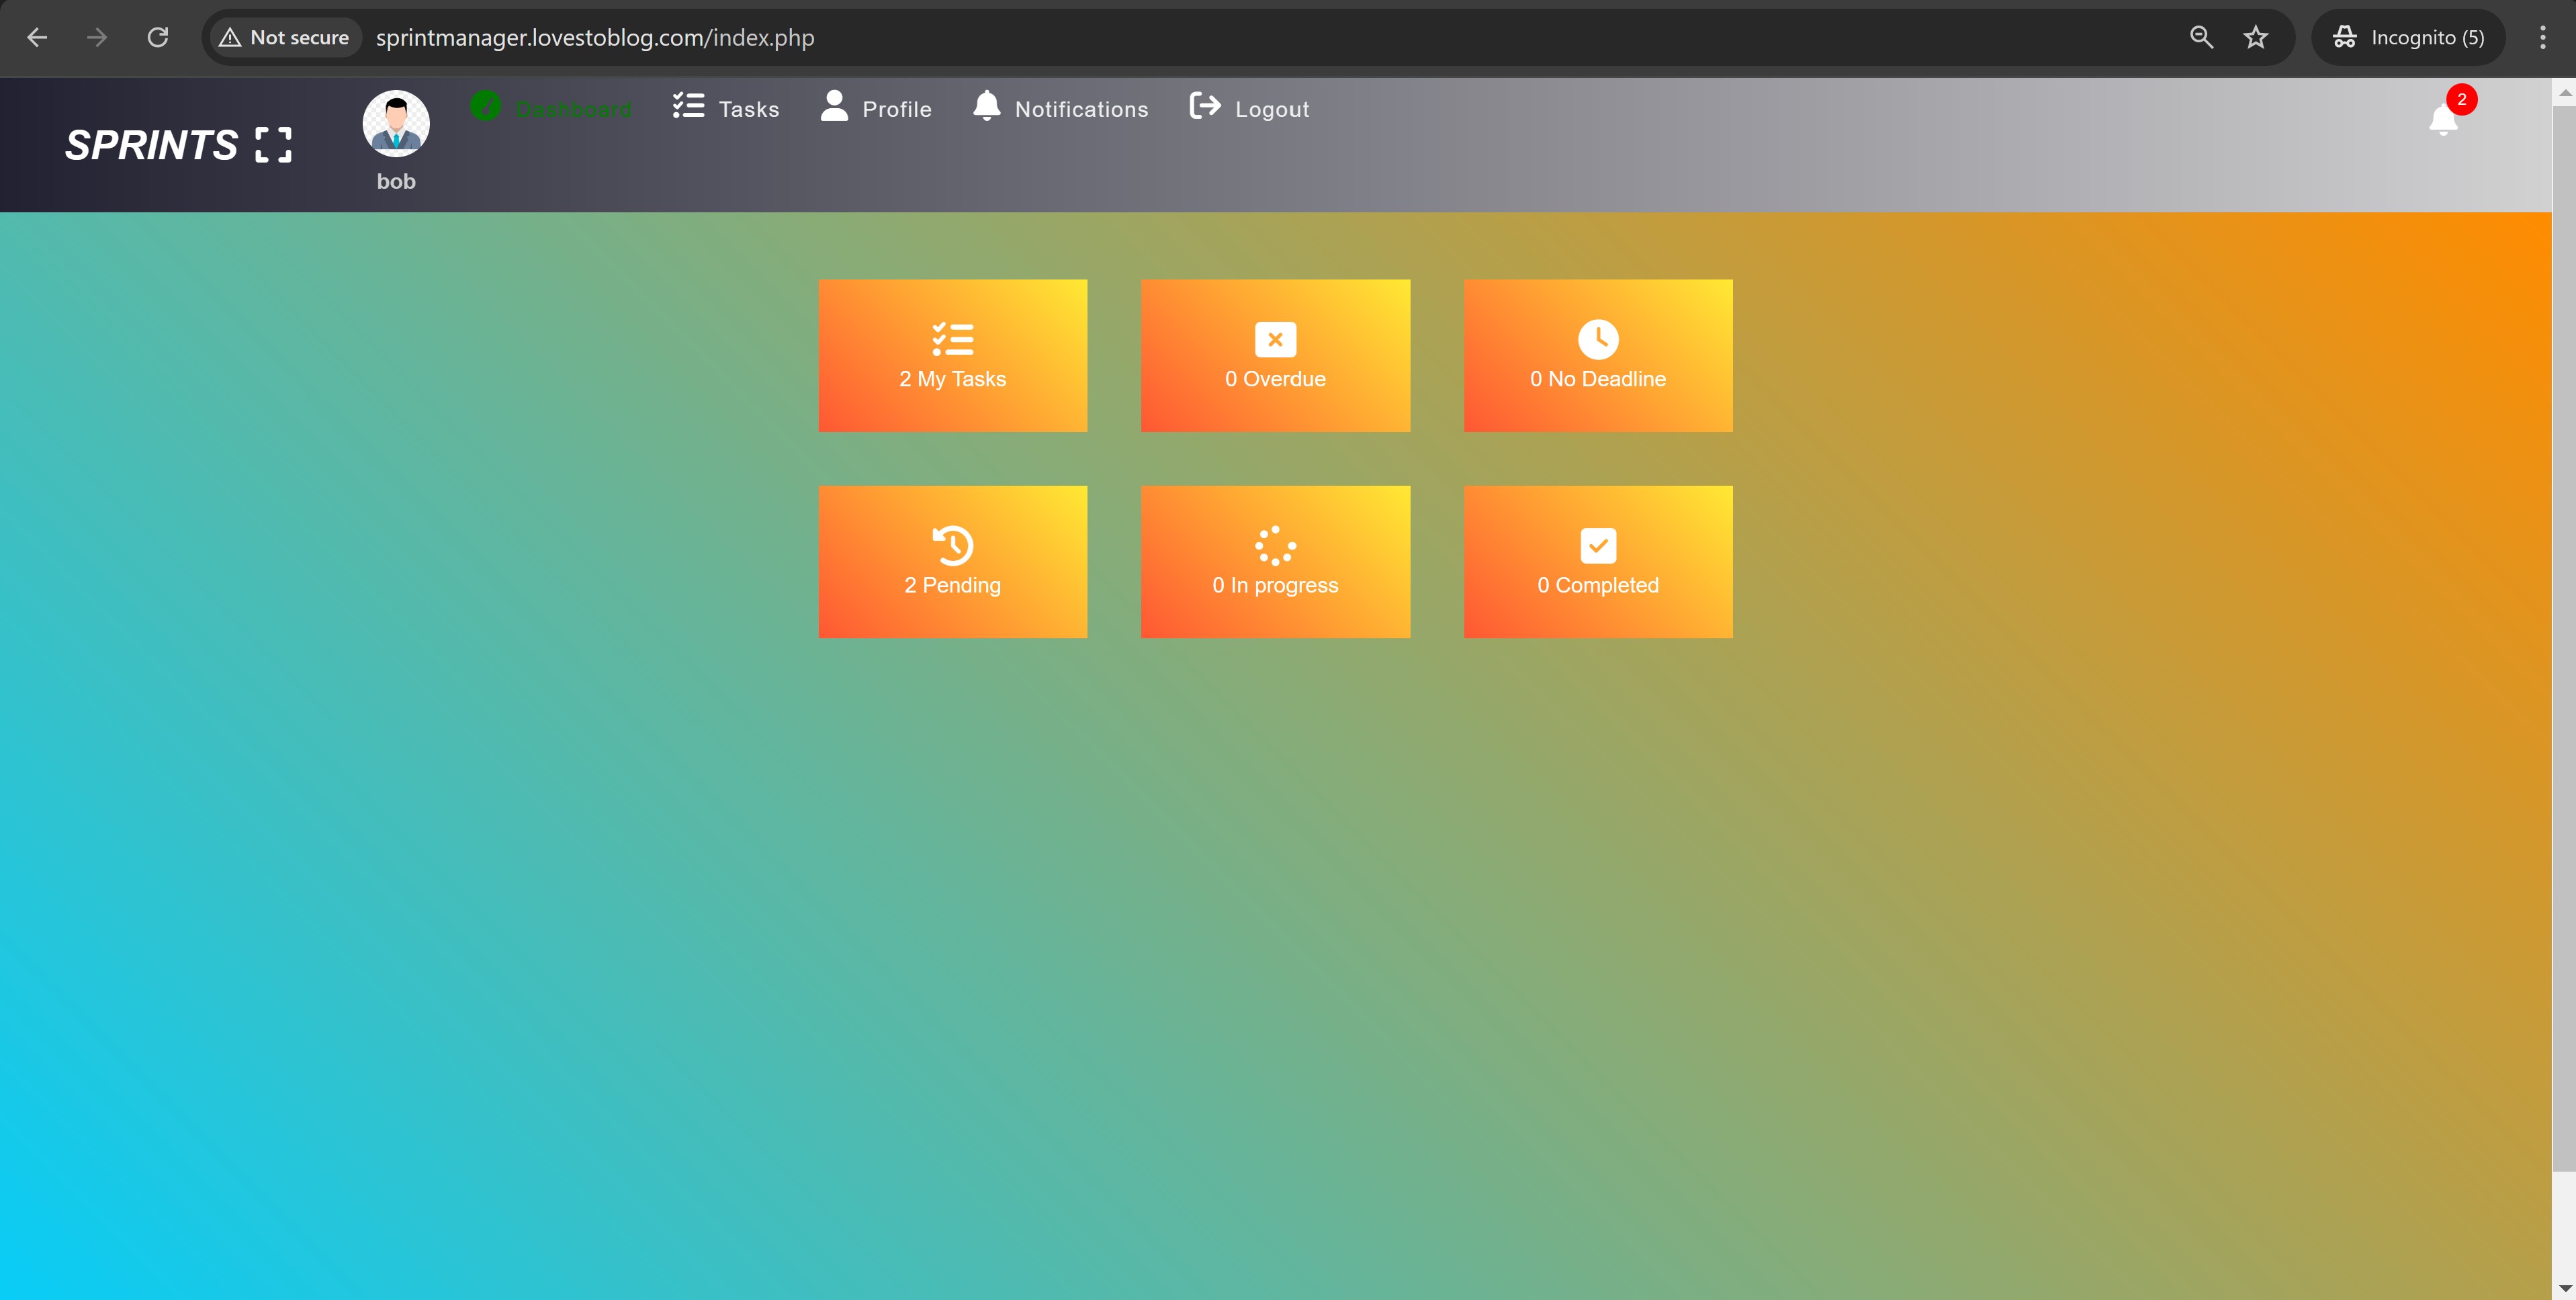 Not secure sprintmanager.lovestoblog.com/index.php Incognito (5)
SPRINTS bob Dashboard Tasks Profile Notifications Logout 2
2 My Tasks 0 Overdue 0 No Deadline
2 Pending 0 In progress 0 Completed